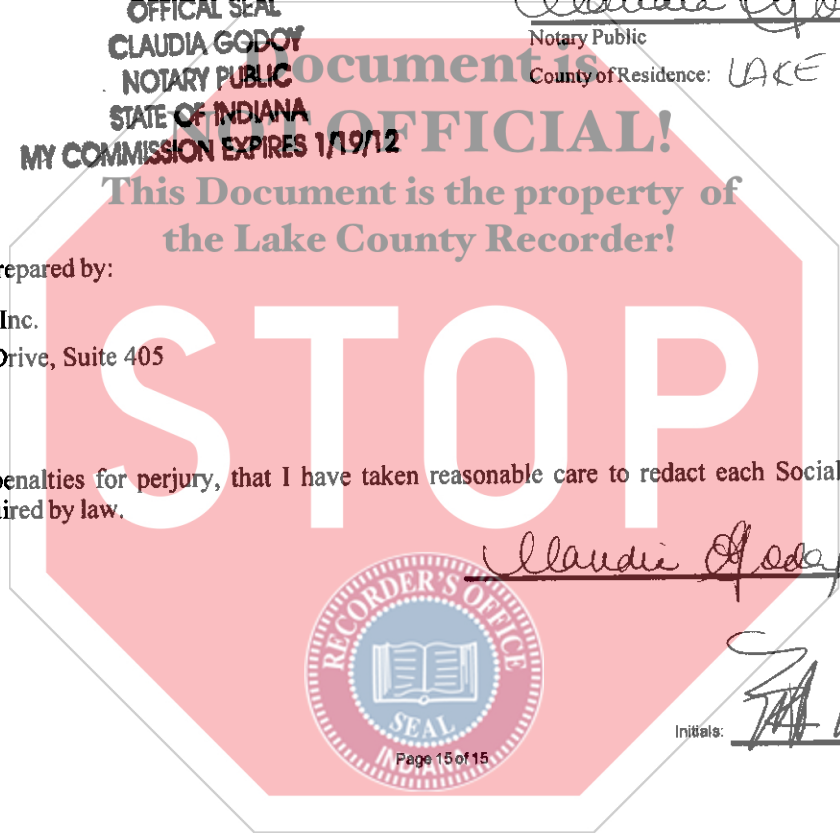 OFFICAL SEAL
CLAUDIA GODOY
NOTARY PUBLIC
STATE OF INDIANA
MY COMMISSION EXPIRES 1/19/12
Notary Public
County of Residence: LAKE
Document is
NOT OFFICIAL!
This Document is the property of
the Lake County Recorder!
repared by:
Inc.
Drive, Suite 405
STOP
penalties for perjury, that I have taken reasonable care to redact each Social
ired by law.
Claudia Godoy
RECORDER'S OFFICE
SEAL
INDIANA
Initials:
Page 15 of 15